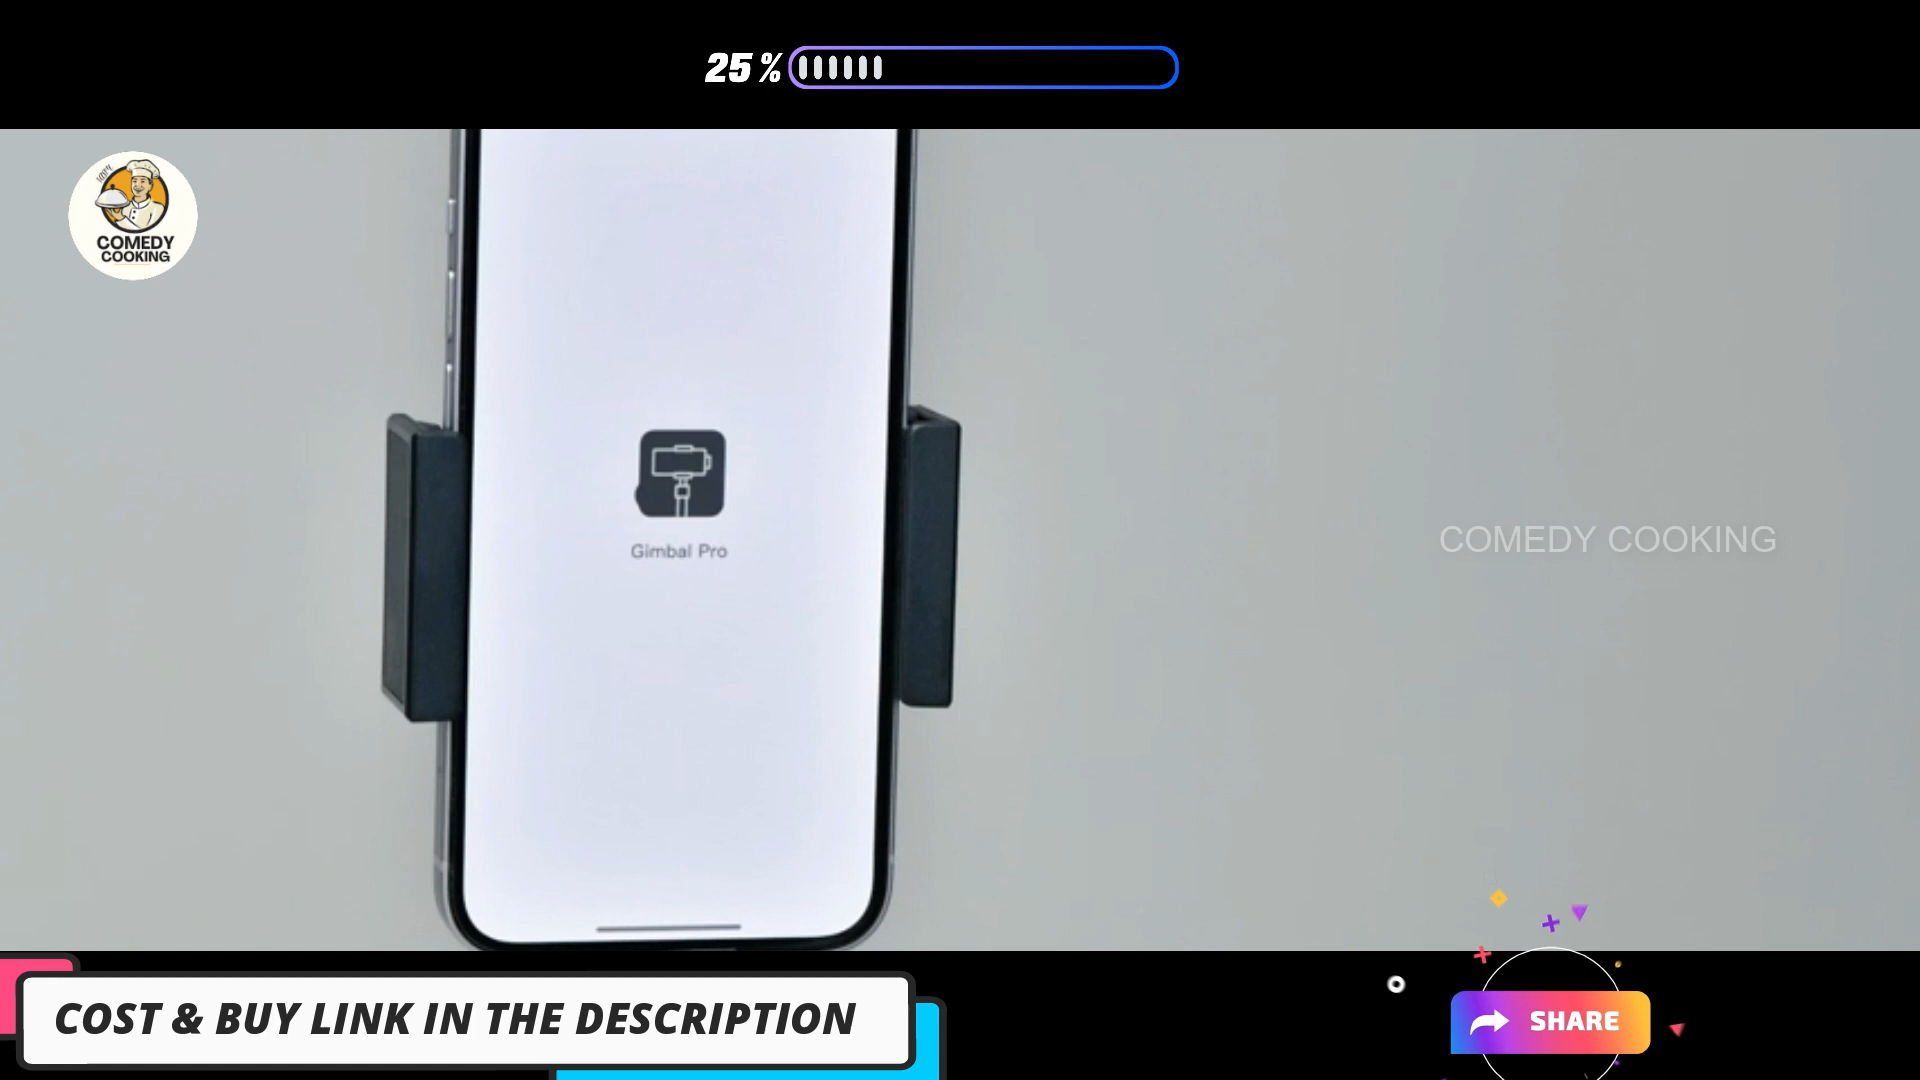 25%
COMEDY
COOKING
Gimbal Pro
COMEDY COOKING
COST & BUY LINK IN THE DESCRIPTION
SHARE